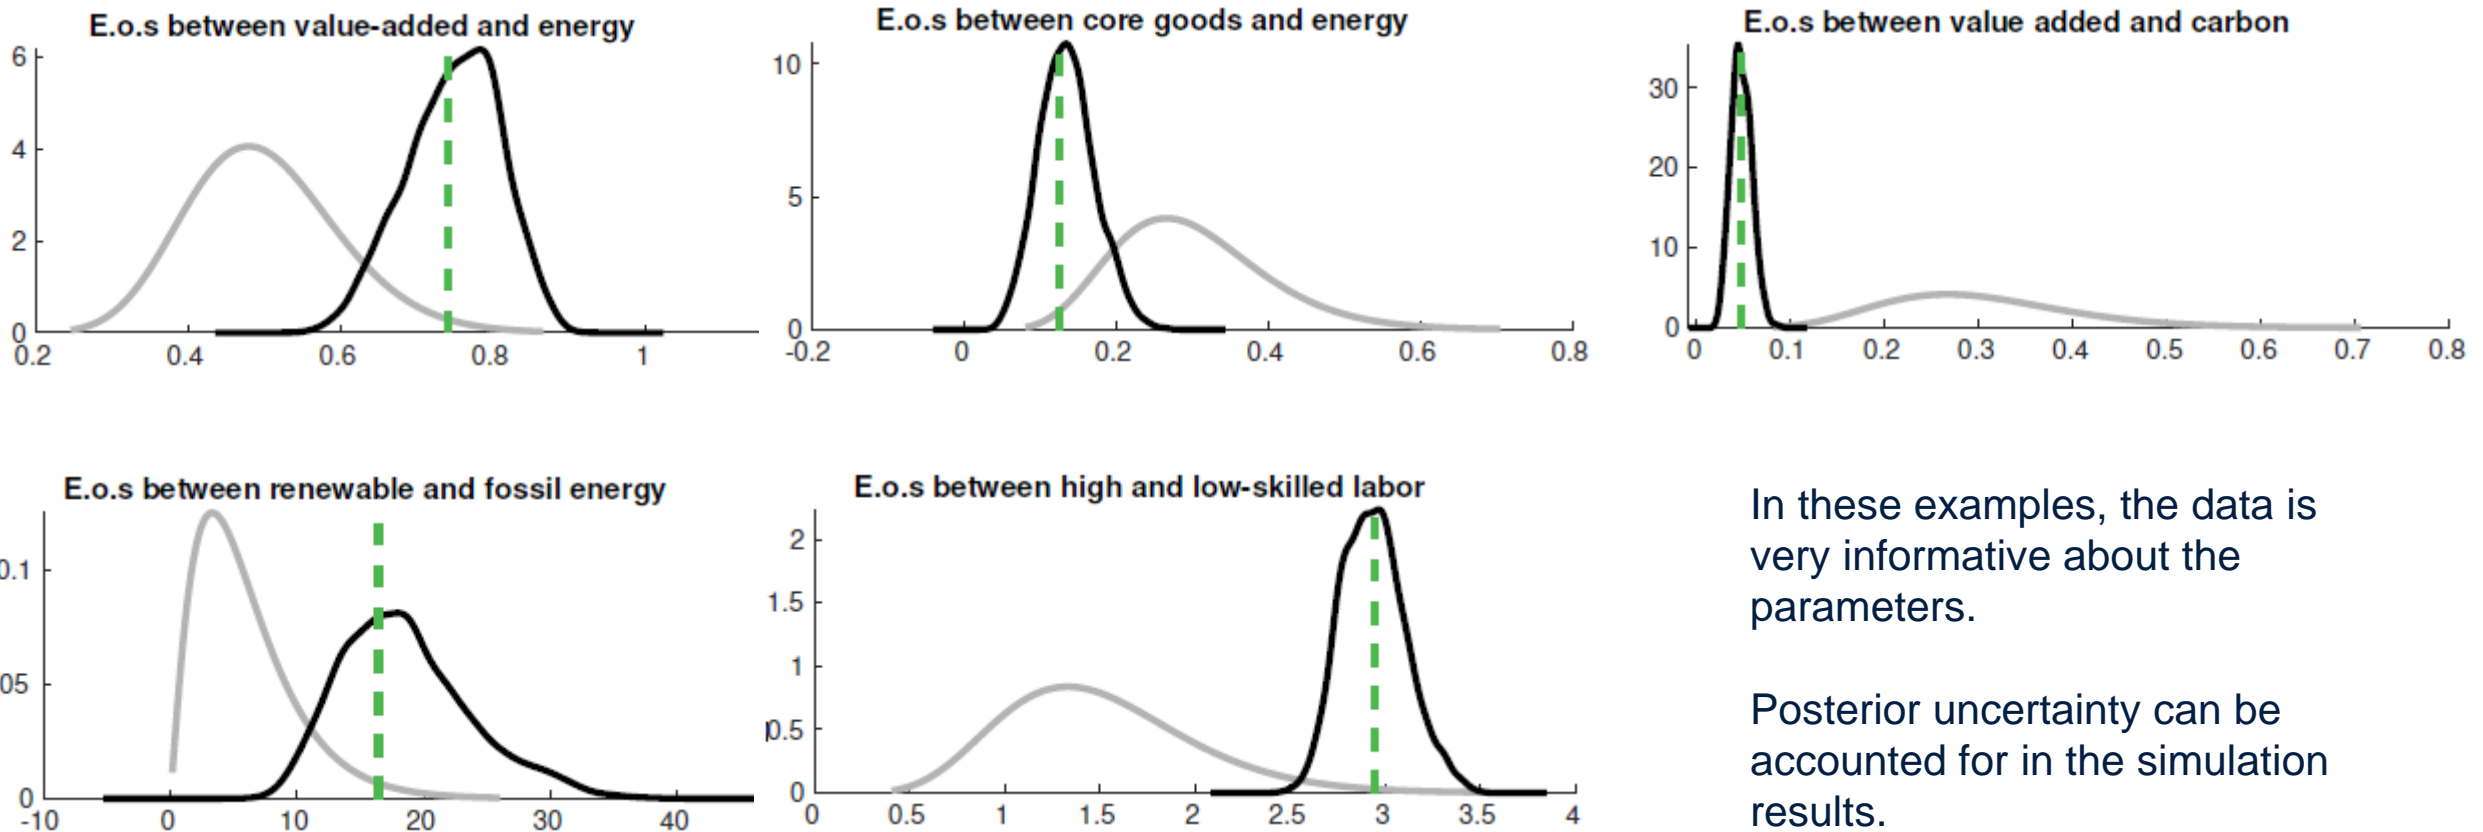 E.o.s between value-added and energy
6
4
2
0
0.2 0.4 0.6 0.8 1
E.o.s between core goods and energy
10
5
0
-0.2 0 0.2 0.4 0.6 0.8
E.o.s between value added and carbon
30
20
10
0
0 0.1 0.2 0.3 0.4 0.5 0.6 0.7 0.8
E.o.s between renewable and fossil energy
0.1
05
0
-10 0 10 20 30 40
E.o.s between high and low-skilled labor
2
1.5
1
0.5
0
0 0.5 1 1.5 2 2.5 3 3.5 4
In these examples, the data is
very informative about the
parameters.
Posterior uncertainty can be
accounted for in the simulation
results.